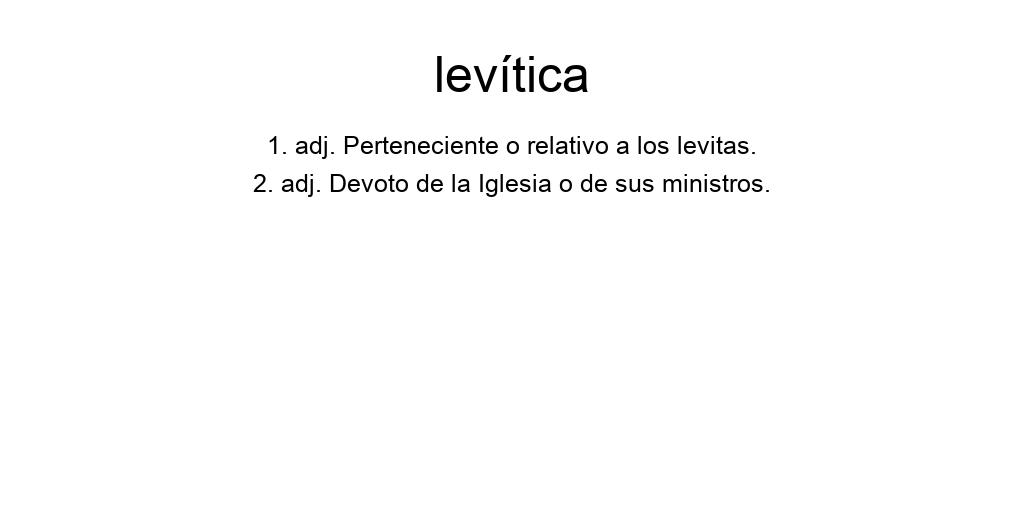 levítica
1. adj. Perteneciente o relativo a los levitas.
2. adj. Devoto de la Iglesia o de sus ministros.